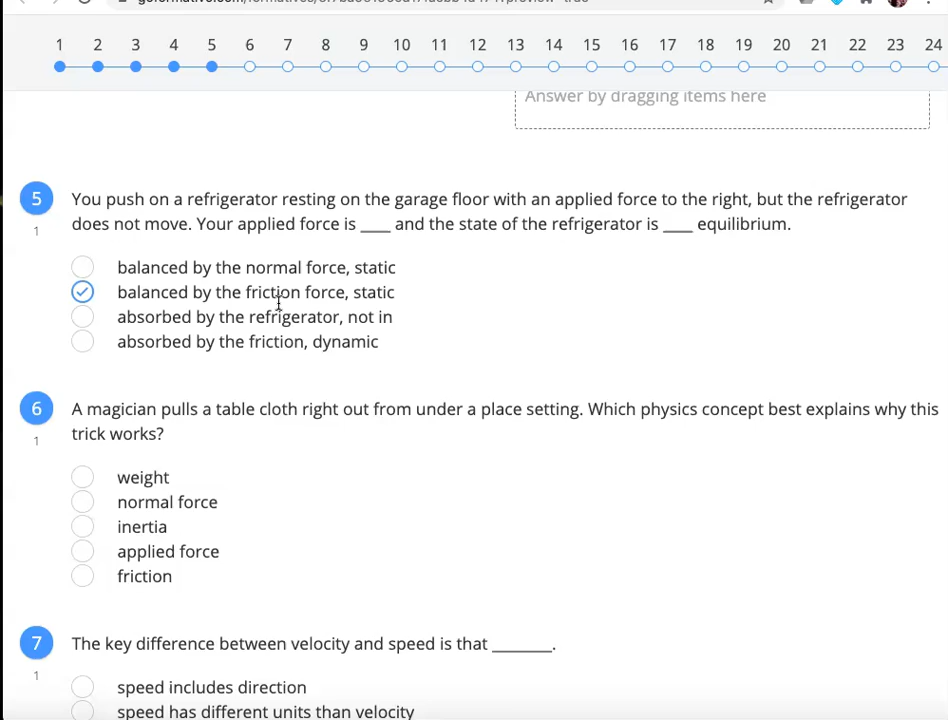 1 2 3 4 5 6 7 8 9 10 11 12 13 14 15 16 17 18 19 20 21 22 23 24
Answer by dragging items here
5 You push on a refrigerator resting on the garage floor with an applied force to the right, but the refrigerator
1 does not move. Your applied force is ____ and the state of the refrigerator is ____ equilibrium.
balanced by the normal force, static
balanced by the friction force, static
absorbed by the refrigerator, not in
absorbed by the friction, dynamic
6 A magician pulls a table cloth right out from under a place setting. Which physics concept best explains why this
1 trick works?
weight
normal force
inertia
applied force
friction
7 The key difference between velocity and speed is that _______.
1
speed includes direction
speed has different units than velocity